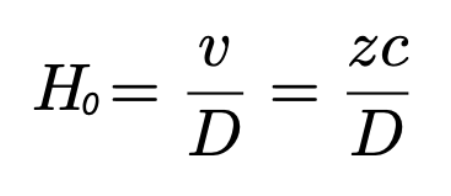 H₀ = v/D = zc/D